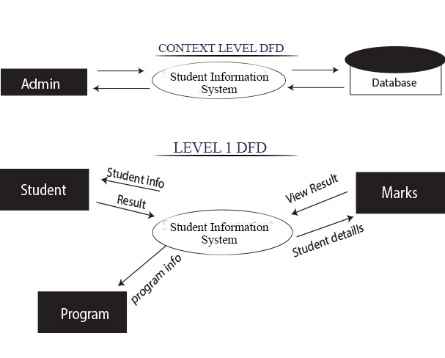 CONTEXT LEVEL DFD
Admin
Student Information
System
Database
LEVEL 1 DFD
Student
Student info
Result
View Result
Marks
Student Information
System
Student detaills
program info
Program